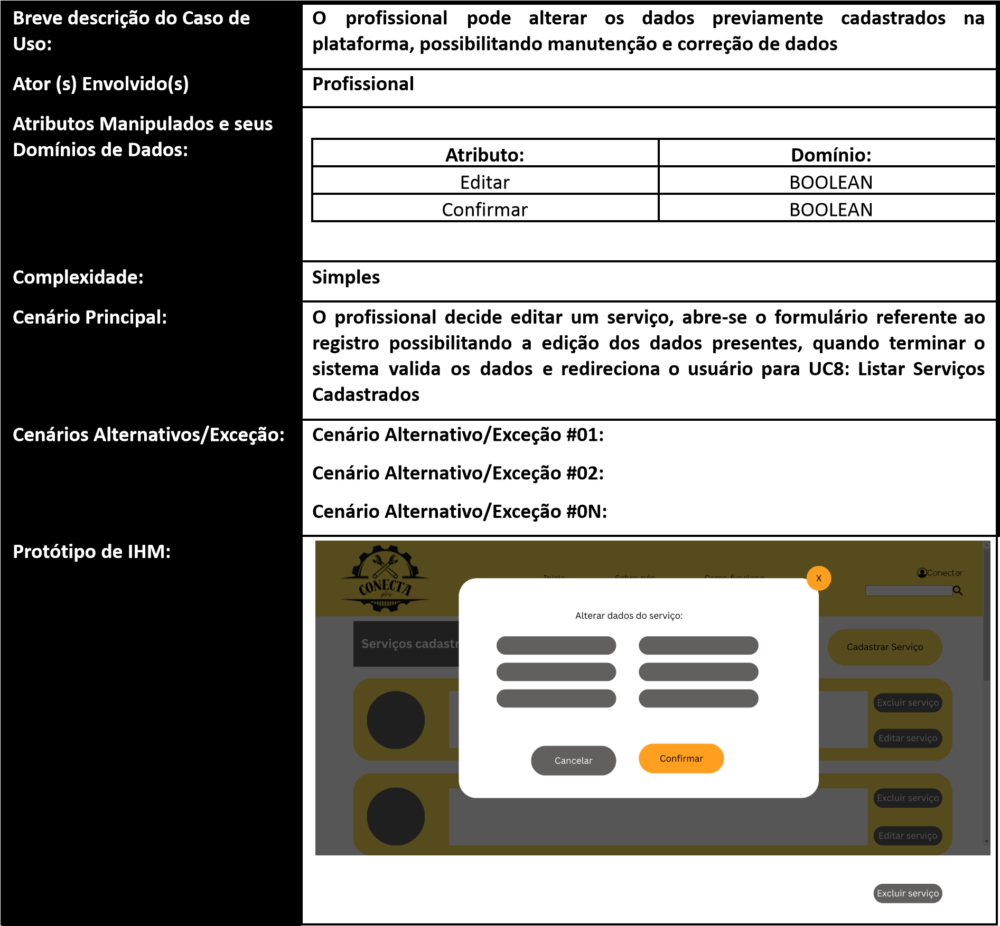 Breve descrição do Caso de
Uso:
O profissional pode alterar os dados previamente cadastrados na
plataforma, possibilitando manutenção e correção de dados
Ator (s) Envolvido(s)
Profissional
Atributos Manipulados e seus
Domínios de Dados:
Atributo: Domínio:
Editar BOOLEAN
Confirmar BOOLEAN
Complexidade:
Simples
Cenário Principal:
O profissional decide editar um serviço, abre-se o formulário referente ao
registro possibilitando a edição dos dados presentes, quando terminar o
sistema valida os dados e redireciona o usuário para UC8: Listar Serviços
Cadastrados
Cenários Alternativos/Exceção:
Cenário Alternativo/Exceção #01:
Cenário Alternativo/Exceção #02:
Cenário Alternativo/Exceção #0N:
Protótipo de IHM:
CONECTA
plus
Início Sobre nós Como funciona
Conectar
X
Alterar dados do serviço:
Serviços cadastr
Cadastrar Serviço
Excluir serviço
Editar serviço
Cancelar
Confirmar
Excluir serviço
Editar serviço
Excluir serviço